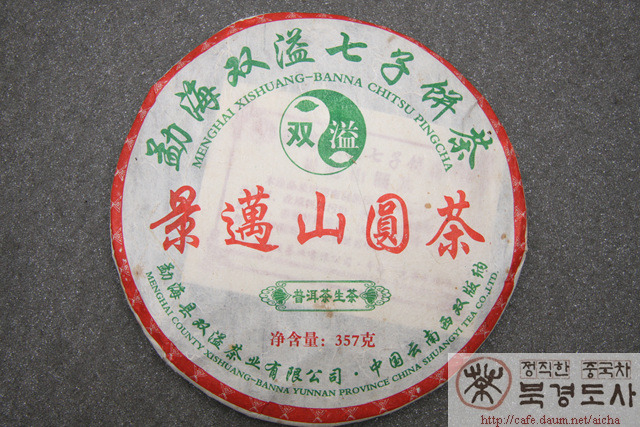 勐海双溢七子饼茶
MENGHAI XISHUANG-BANNA CHITSU PINGCHA
双溢
景邁山圓茶
普洱茶生茶
净含量：357克
勐海县双溢茶业有限公司·中国云南西双版纳
MENGHAI COUNTY XISHUANG-BANNA YUNNAN PROVINCE CHINA SHUANGYI TEA CO.,LTD.
정직한 중국차
묵경도사
http://cafe.daum.net/aicha